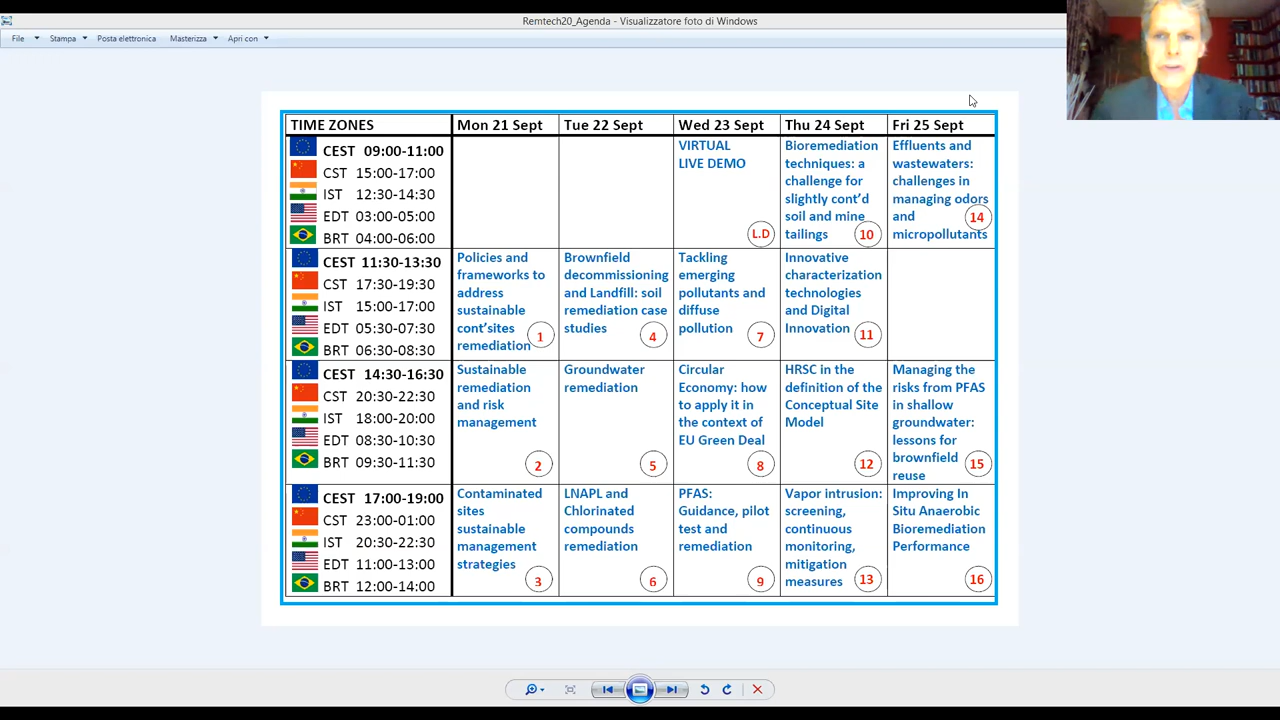 Remtech20_Agenda - Visualizzatore foto di Windows
File Stampa Posta elettronica Masterizza Apri con
TIME ZONES Mon 21 Sept Tue 22 Sept Wed 23 Sept Thu 24 Sept Fri 25 Sept
CEST 09:00-11:00
CST 15:00-17:00
IST 12:30-14:30
EDT 03:00-05:00
BRT 04:00-06:00
VIRTUAL
LIVE DEMO
L.D
Bioremediation
techniques: a
challenge for
slightly cont'd
soil and mine
tailings
10
Effluents and
wastewaters:
challenges in
managing odors
and
micropollutants
14
CEST 11:30-13:30
CST 17:30-19:30
IST 15:00-17:00
EDT 05:30-07:30
BRT 06:30-08:30
Policies and
frameworks to
address
sustainable
cont'sites
remediation
1
Brownfield
decommissioning
and Landfill: soil
remediation case
studies
4
Tackling
emerging
pollutants and
diffuse
pollution
7
Innovative
characterization
technologies
and Digital
Innovation
11
CEST 14:30-16:30
CST 20:30-22:30
IST 18:00-20:00
EDT 08:30-10:30
BRT 09:30-11:30
Sustainable
remediation
and risk
management
2
Groundwater
remediation
5
Circular
Economy: how
to apply it in
the context of
EU Green Deal
8
HRSC in the
definition of the
Conceptual Site
Model
12
Managing the
risks from PFAS
in shallow
groundwater:
lessons for
brownfield
reuse
15
CEST 17:00-19:00
CST 23:00-01:00
IST 20:30-22:30
EDT 11:00-13:00
BRT 12:00-14:00
Contaminated
sites
sustainable
management
strategies
3
LNAPL and
Chlorinated
compounds
remediation
6
PFAS:
Guidance, pilot
test and
remediation
9
Vapor intrusion:
screening,
continuous
monitoring,
mitigation
measures
13
Improving In
Situ Anaerobic
Bioremediation
Performance
16